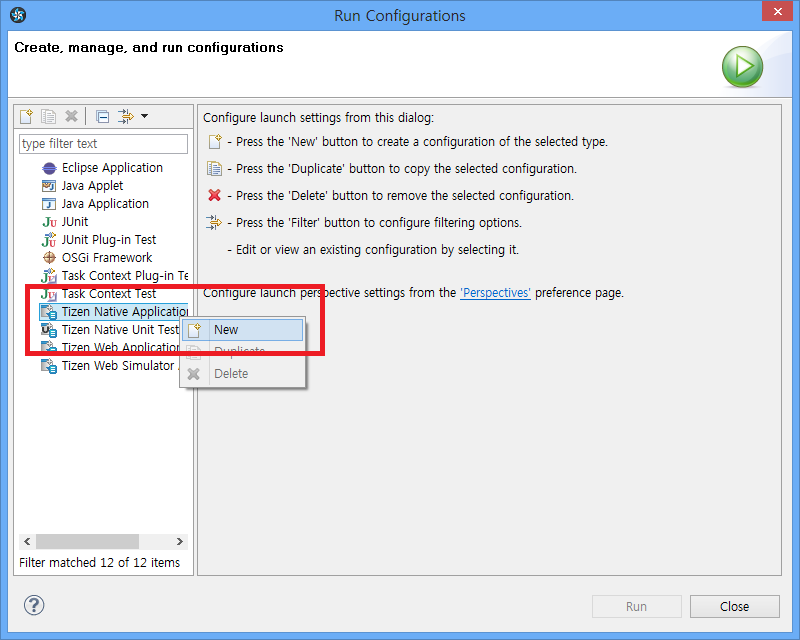 Run Configurations
Create, manage, and run configurations
type filter text
Eclipse Application
Java Applet
Java Application
JUnit
JUnit Plug-in Test
OSGi Framework
Task Context Plug-in Te
Task Context Test
Tizen Native Application
Tizen Native Unit Test
Tizen Web Application
Tizen Web Simulator
Filter matched 12 of 12 items
New
Duplicate
Delete
Configure launch settings from this dialog:
- Press the 'New' button to create a configuration of the selected type.
- Press the 'Duplicate' button to copy the selected configuration.
- Press the 'Delete' button to remove the selected configuration.
- Press the 'Filter' button to configure filtering options.
- Edit or view an existing configuration by selecting it.
Configure launch perspective settings from the 'Perspectives' preference page.
Run
Close